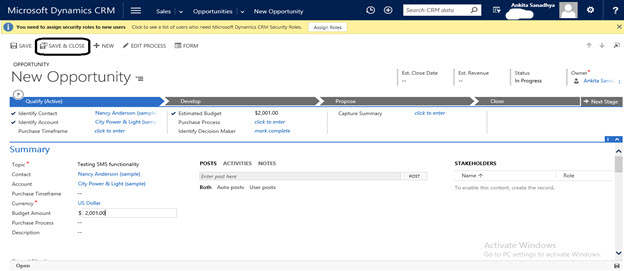 Microsoft Dynamics CRM Sales Opportunities New Opportunity Search CRM data Ankita Sanadhya
You need to assign security roles to new users Click to see a list of users who need Microsoft Dynamics CRM Security Roles. Assign Roles
SAVE SAVE & CLOSE + NEW EDIT PROCESS FORM
OPPORTUNITY
New Opportunity
Est. Close Date Est. Revenue Status Owner*
-- -- In Progress Ankita Sanadhya
Qualify (Active) Develop Propose Close Next Stage
Identify Contact Nancy Anderson (sample) Estimated Budget $2,001.00 Capture Summary click to enter
Identify Account City Power & Light (sample) Purchase Process click to enter
Purchase Timeframe click to enter Identify Decision Maker mark complete
Summary
Topic* Testing SMS functionality POSTS ACTIVITIES NOTES STAKEHOLDERS
Contact Nancy Anderson (sample) Enter post here POST Name Role
Account City Power & Light (sample) Both Auto posts User posts To enable this content, create the record.
Purchase Timeframe --
Currency* US Dollar
Budget Amount $ 2,001.00
Purchase Process --
Description --
Activate Windows
Go to PC settings to activate Windows.
Open